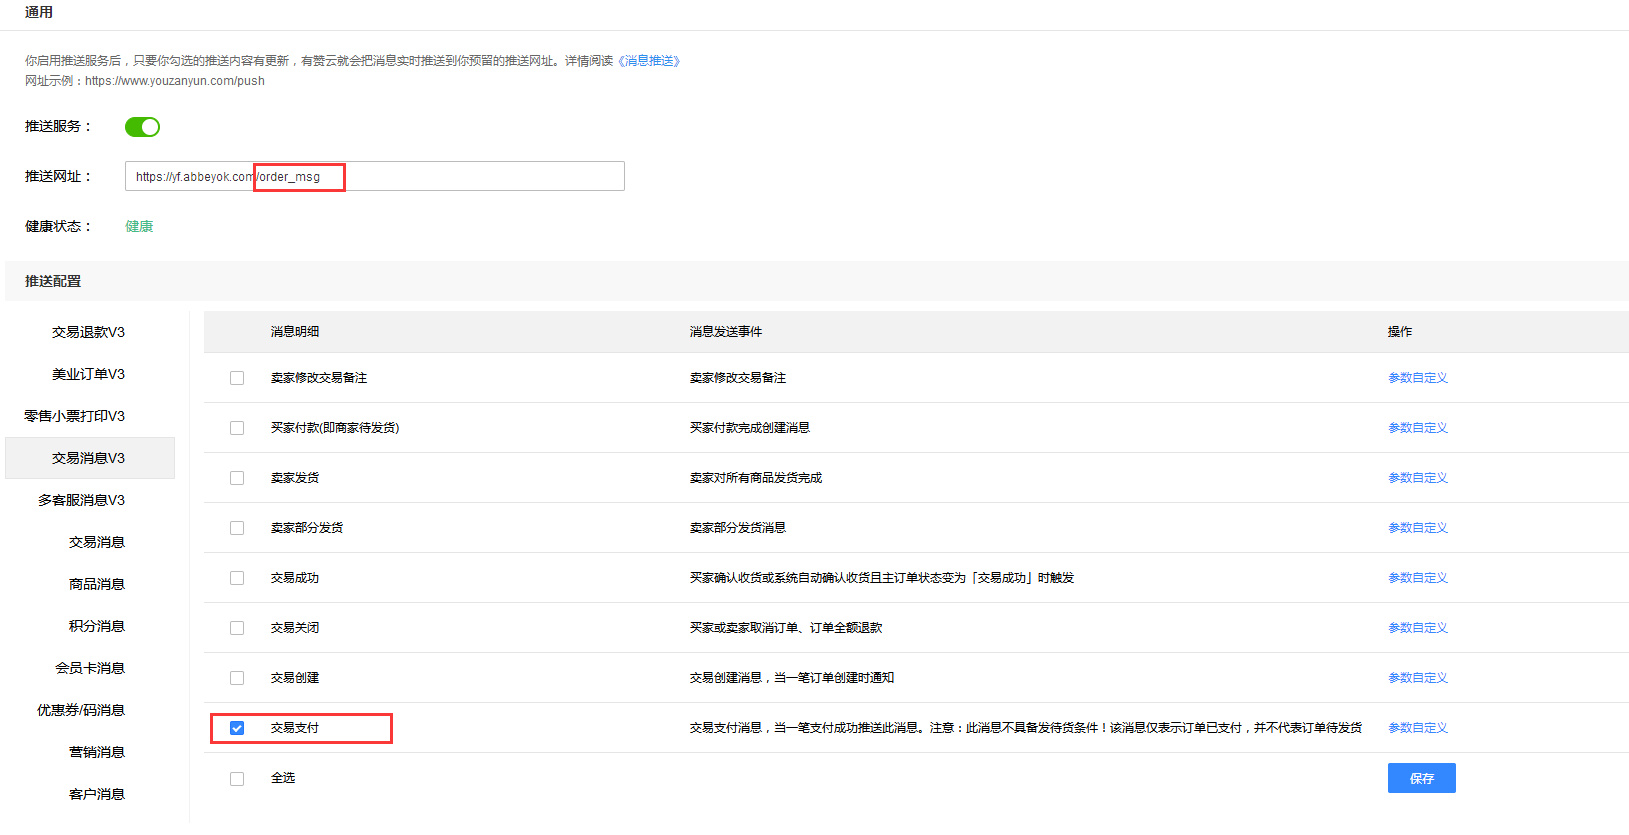 通用
你启用推送服务后，只要你勾选的推送内容有更新，有赞云就会把消息实时推送到你预留的推送网址。详情阅读《消息推送》
网址示例：https://www.youzanyun.com/push
推送服务：
推送网址： https://yf.abbeyok.com/order_msg
健康状态： 健康
推送配置
交易退款V3
美业订单V3
零售小票打印V3
交易消息V3
多客服消息V3
交易消息
商品消息
积分消息
会员卡消息
优惠券/码消息
营销消息
客户消息
消息明细 消息发送事件 操作
卖家修改交易备注 卖家修改交易备注 参数自定义
买家付款(即商家待发货) 买家付款完成创建消息 参数自定义
卖家发货 卖家对所有商品发货完成 参数自定义
卖家部分发货 卖家部分发货消息 参数自定义
交易成功 买家确认收货或系统自动确认收货且主订单状态变为「交易成功」时触发 参数自定义
交易关闭 买家或卖家取消订单、订单全额退款 参数自定义
交易创建 交易创建消息，当一笔订单创建时通知 参数自定义
交易支付 交易支付消息，当一笔支付成功推送此消息。注意：此消息不具备发待货条件！该消息仅表示订单已支付，并不代表订单待发货 参数自定义
全选 保存